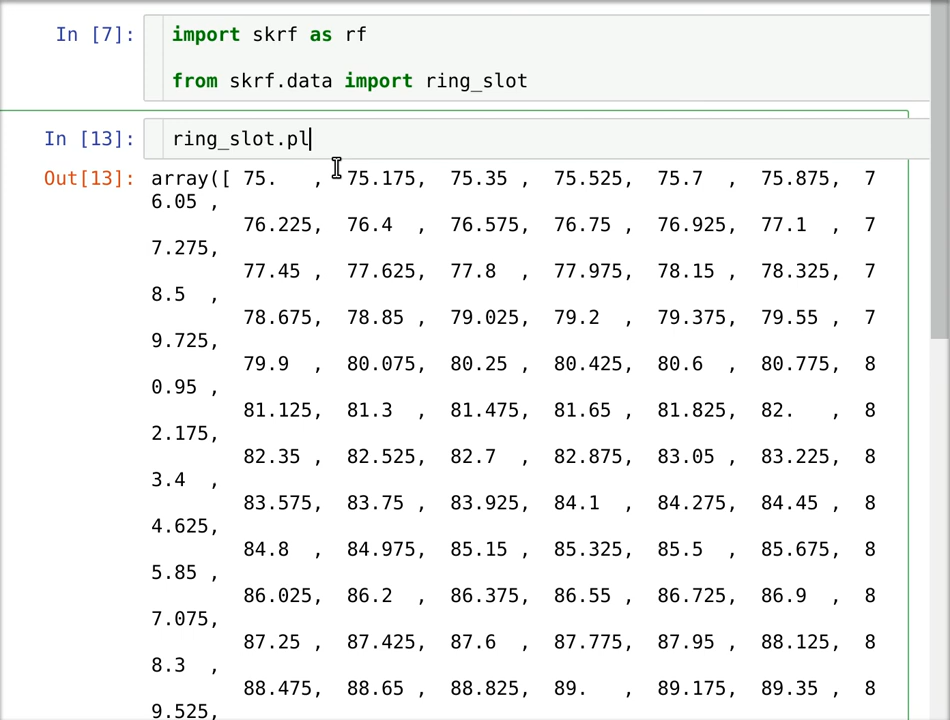 In [7]: import skrf as rf
from skrf.data import ring_slot
In [13]: ring_slot.pl
Out[13]: array([ 75.   ,  75.175,  75.35 ,  75.525,  75.7  ,  75.875,  7
6.05 ,
76.225,  76.4  ,  76.575,  76.75 ,  76.925,  77.1  ,  7
7.275,
77.45 ,  77.625,  77.8  ,  77.975,  78.15 ,  78.325,  7
8.5  ,
78.675,  78.85 ,  79.025,  79.2  ,  79.375,  79.55 ,  7
9.725,
79.9  ,  80.075,  80.25 ,  80.425,  80.6  ,  80.775,  8
0.95 ,
81.125,  81.3  ,  81.475,  81.65 ,  81.825,  82.   ,  8
2.175,
82.35 ,  82.525,  82.7  ,  82.875,  83.05 ,  83.225,  8
3.4  ,
83.575,  83.75 ,  83.925,  84.1  ,  84.275,  84.45 ,  8
4.625,
84.8  ,  84.975,  85.15 ,  85.325,  85.5  ,  85.675,  8
5.85 ,
86.025,  86.2  ,  86.375,  86.55 ,  86.725,  86.9  ,  8
7.075,
87.25 ,  87.425,  87.6  ,  87.775,  87.95 ,  88.125,  8
8.3  ,
88.475,  88.65 ,  88.825,  89.   ,  89.175,  89.35 ,  8
9.525,